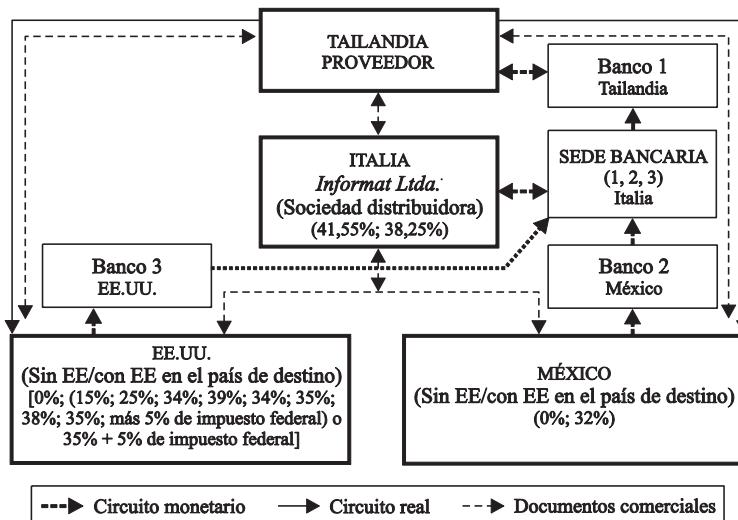 TAILANDIA
PROVEEDOR
Banco 1
Tailandia
ITALIA
Informat Ltda.
(Sociedad distribuidora)
(41,55%; 38,25%)
SEDE BANCARIA
(1, 2, 3)
Italia
Banco 3
EE.UU.
Banco 2
México
EE.UU.
(Sin EE/con EE en el país de destino)
[0%; (15%; 25%; 34%; 39%; 34%; 35%;
38%; 35%; más 5% de impuesto federal) o
35% + 5% de impuesto federal]
MÉXICO
(Sin EE/con EE en el país de destino)
(0%; 32%)
Circuito monetario
Circuito real
Documentos comerciales